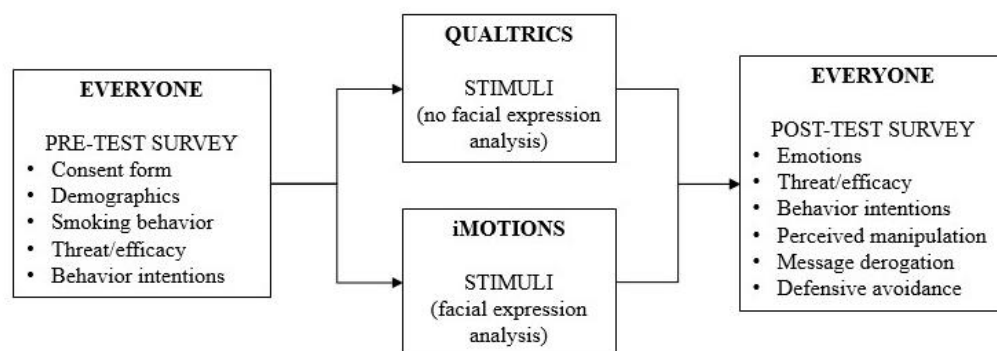 EVERYONE
PRE-TEST SURVEY
• Consent form
• Demographics
• Smoking behavior
• Threat/efficacy
• Behavior intentions
QUALTRICS
STIMULI
(no facial expression
analysis)
iMOTIONS
STIMULI
(facial expression
analysis)
EVERYONE
POST-TEST SURVEY
• Emotions
• Threat/efficacy
• Behavior intentions
• Perceived manipulation
• Message derogation
• Defensive avoidance